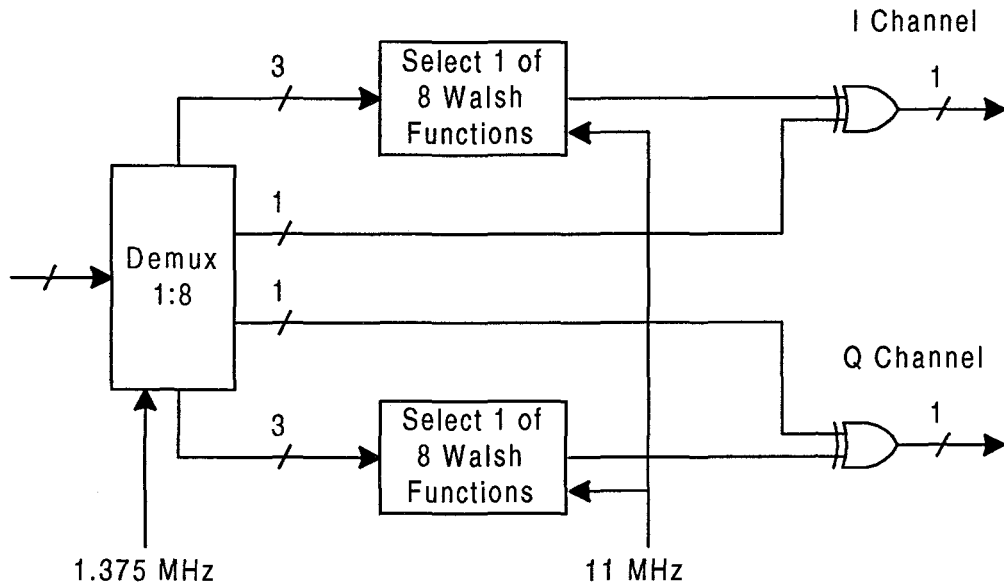 I Channel
3
Select 1 of
8 Walsh
Functions
1
1
Demux
1:8
1
Q Channel
3
Select 1 of
8 Walsh
Functions
1
1.375 MHz
11 MHz